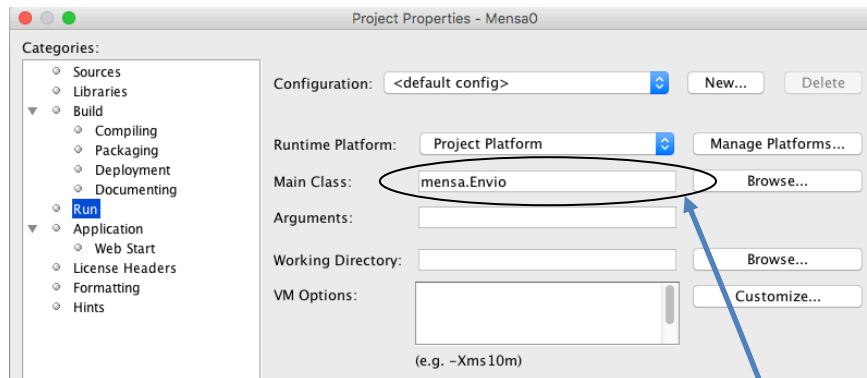 Project Properties - Mensa0
Categories:
Sources
Libraries
Build
Compiling
Packaging
Deployment
Documenting
Run
Application
Web Start
License Headers
Formatting
Hints
Configuration: <default config> New... Delete
Runtime Platform: Project Platform Manage Platforms...
Main Class: mensa.Envio Browse...
Arguments:
Working Directory: Browse...
VM Options: Customize...
(e.g. -Xms10m)